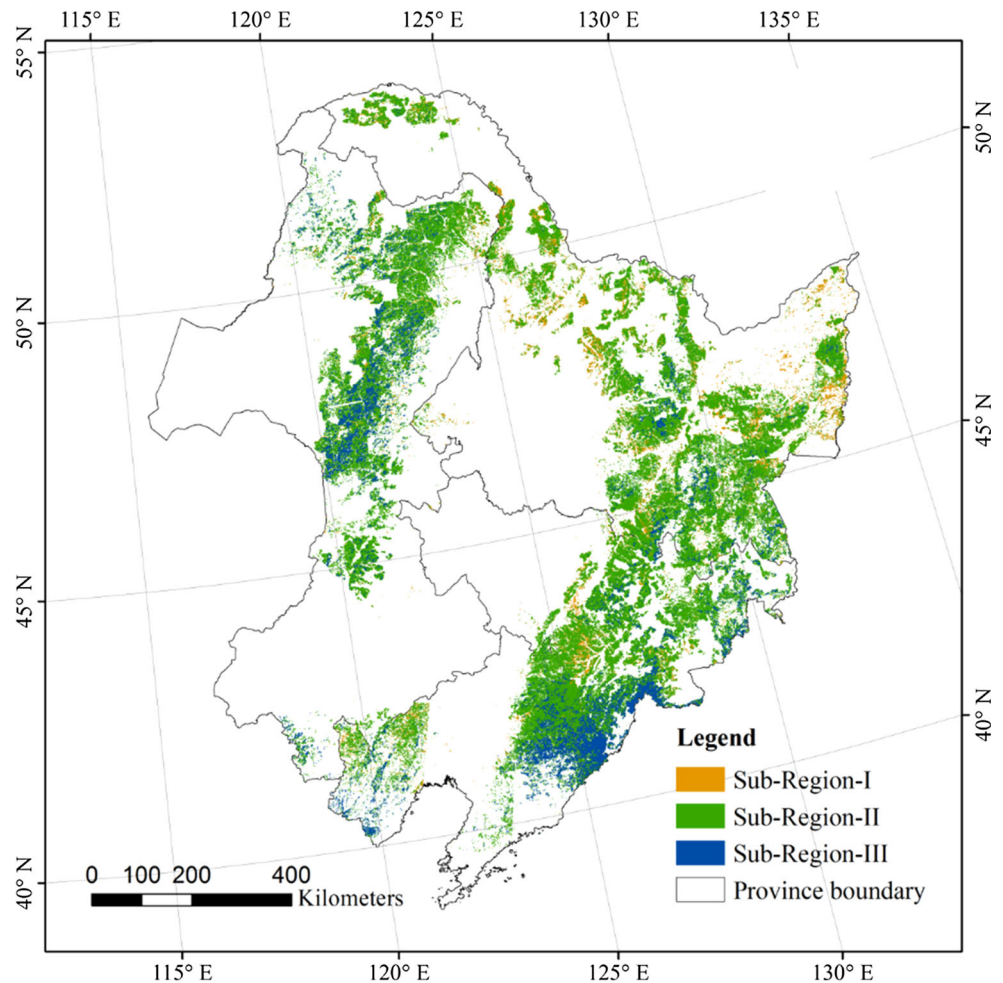 115° E 120° E 125° E 130° E 135° E
55° N
50° N
50° N
45° N
45° N
40° N
40° N
Legend
Sub-Region-I
Sub-Region-II
Sub-Region-III
Province boundary
0 100 200 400
Kilometers
115° E 120° E 125° E 130° E